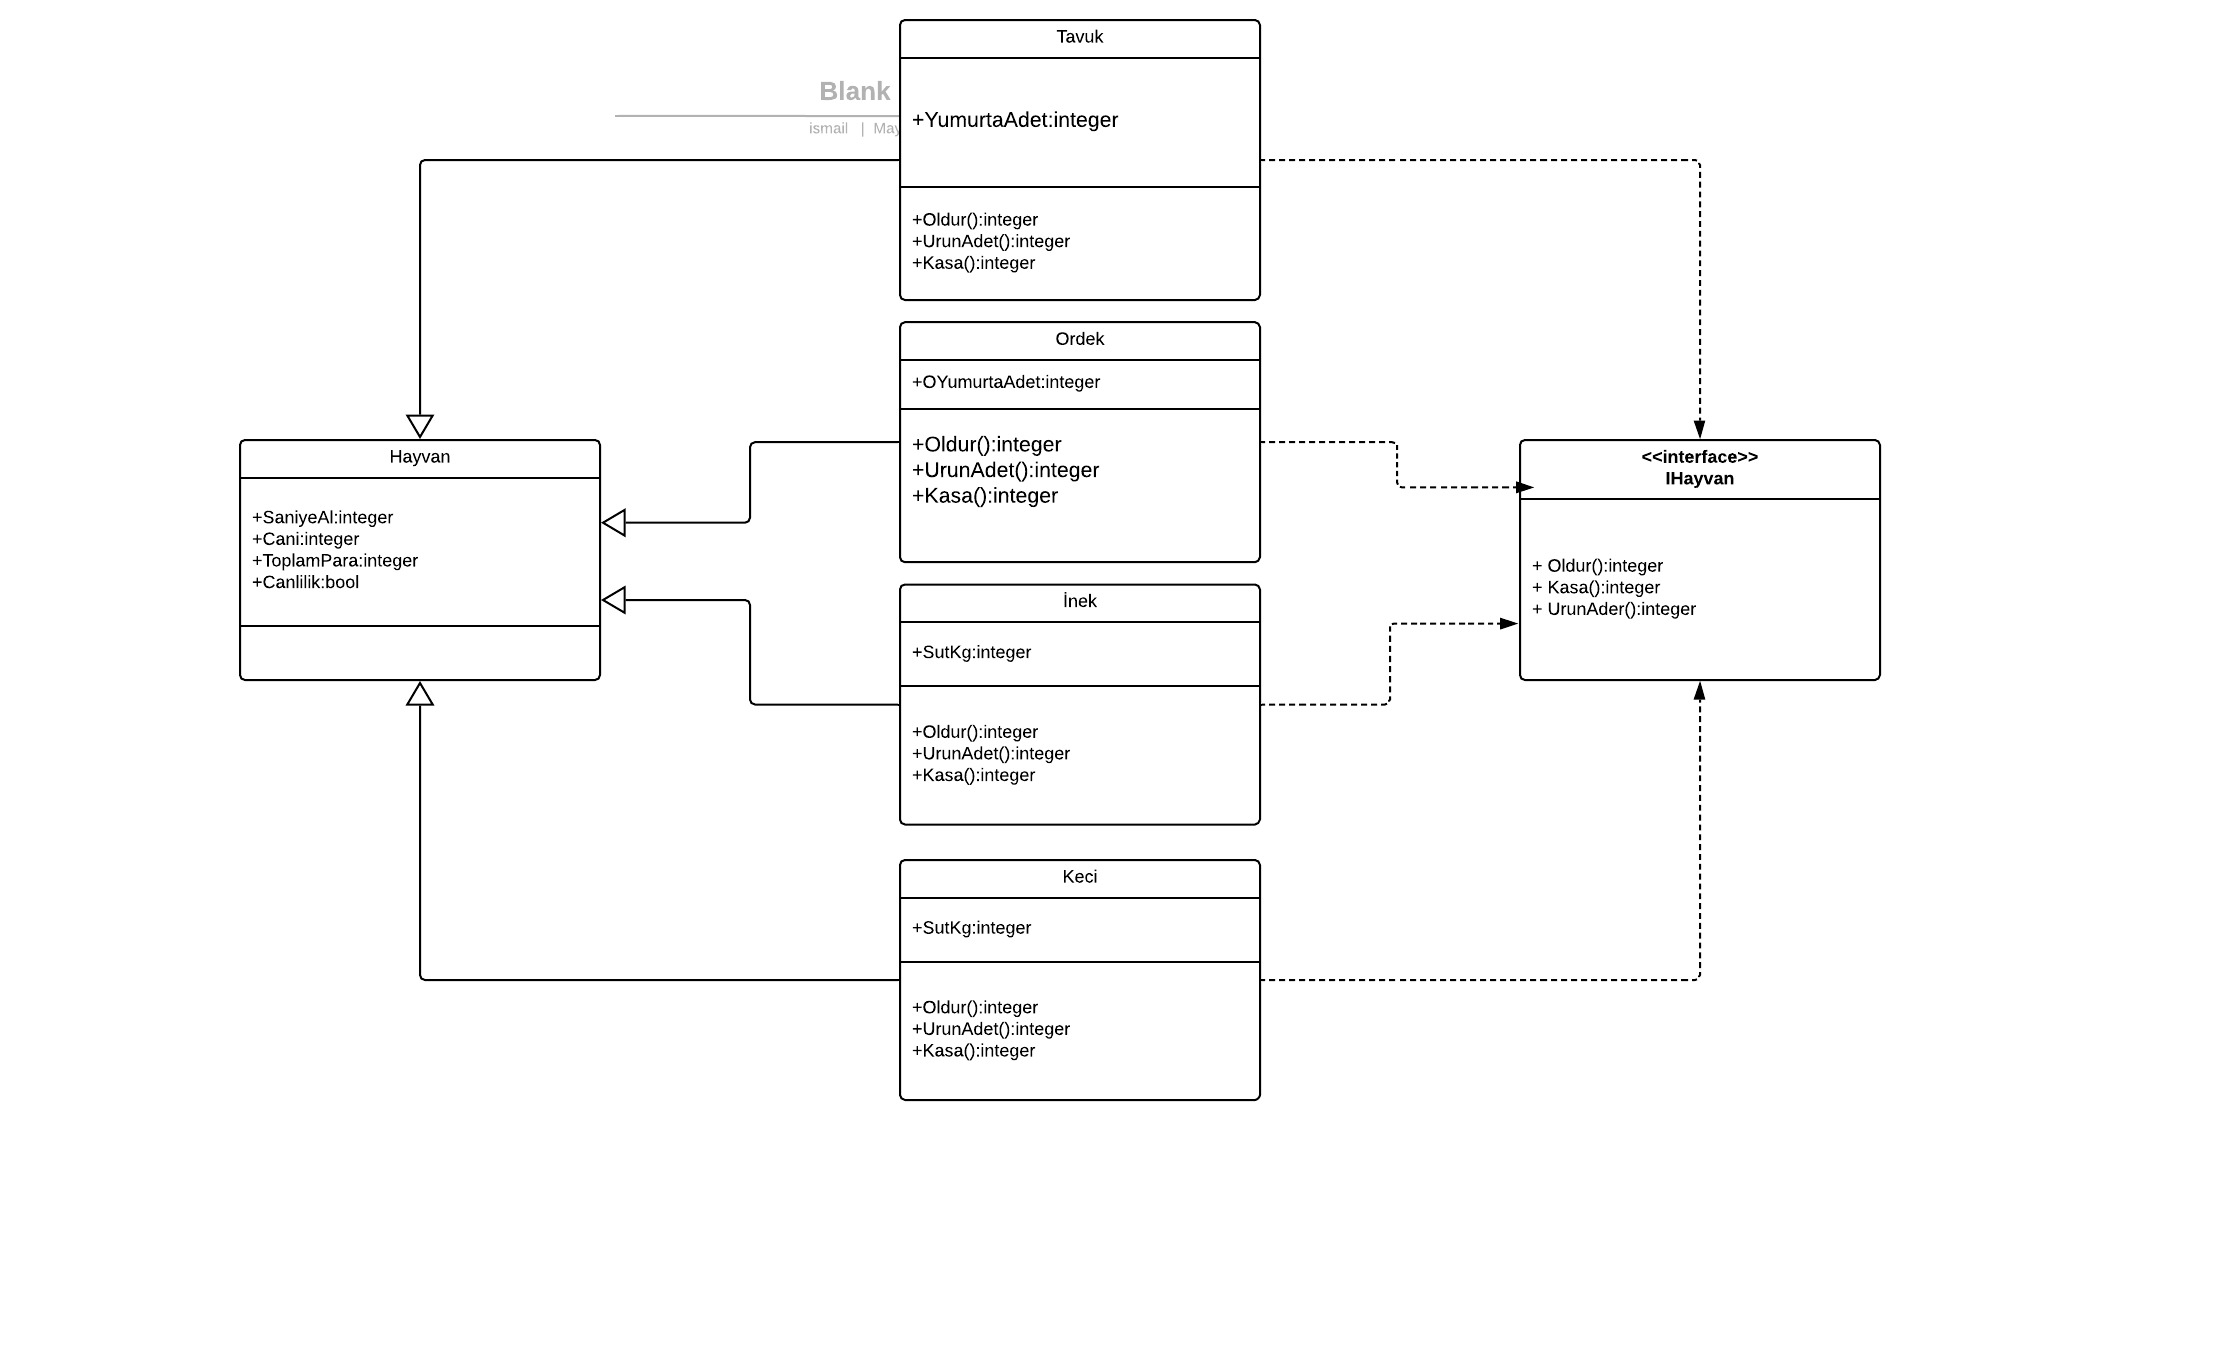 Tavuk
+YumurtaAdet:integer
+Oldur():integer
+UrunAdet():integer
+Kasa():integer
Blank
ismail | May
Ordek
+OYumurtaAdet:integer
+Oldur():integer
+UrunAdet():integer
+Kasa():integer
Hayvan
+SaniyeAl:integer
+Cani:integer
+ToplamPara:integer
+Canlilik:bool
<<interface>>
IHayvan
+ Oldur():integer
+ Kasa():integer
+ UrunAder():integer
İnek
+SutKg:integer
+Oldur():integer
+UrunAdet():integer
+Kasa():integer
Keci
+SutKg:integer
+Oldur():integer
+UrunAdet():integer
+Kasa():integer